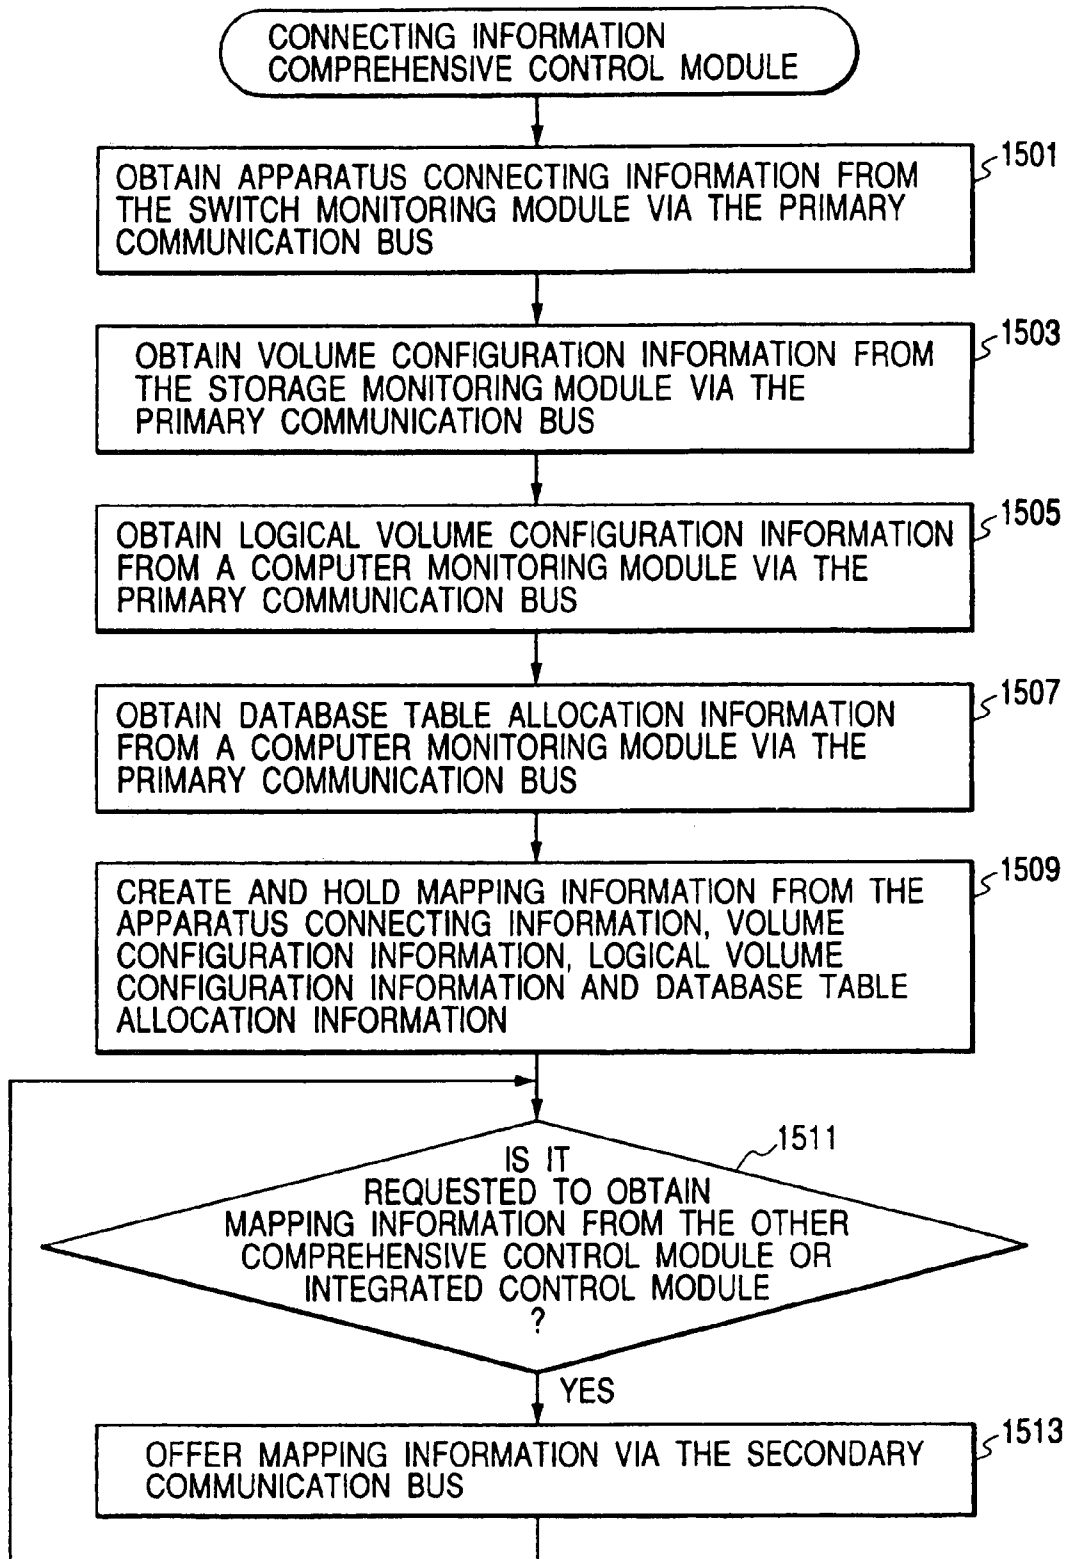 CONNECTING INFORMATION
COMPREHENSIVE CONTROL MODULE
1501
OBTAIN APPARATUS CONNECTING INFORMATION FROM
THE SWITCH MONITORING MODULE VIA THE PRIMARY
COMMUNICATION BUS
1503
OBTAIN VOLUME CONFIGURATION INFORMATION FROM
THE STORAGE MONITORING MODULE VIA THE
PRIMARY COMMUNICATION BUS
1505
OBTAIN LOGICAL VOLUME CONFIGURATION INFORMATION
FROM A COMPUTER MONITORING MODULE VIA THE
PRIMARY COMMUNICATION BUS
1507
OBTAIN DATABASE TABLE ALLOCATION INFORMATION
FROM A COMPUTER MONITORING MODULE VIA THE
PRIMARY COMMUNICATION BUS
1509
CREATE AND HOLD MAPPING INFORMATION FROM THE
APPARATUS CONNECTING INFORMATION, VOLUME
CONFIGURATION INFORMATION, LOGICAL VOLUME
CONFIGURATION INFORMATION AND DATABASE TABLE
ALLOCATION INFORMATION
1511
IS IT
REQUESTED TO OBTAIN
MAPPING INFORMATION FROM THE OTHER
COMPREHENSIVE CONTROL MODULE OR
INTEGRATED CONTROL MODULE
?
YES
1513
OFFER MAPPING INFORMATION VIA THE SECONDARY
COMMUNICATION BUS